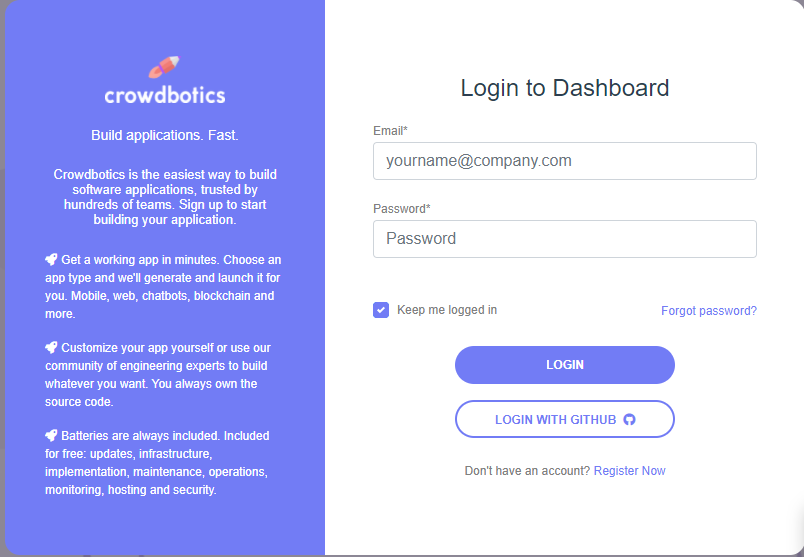 crowdbotics
Build applications. Fast.
Crowdbotics is the easiest way to build
software applications, trusted by
hundreds of teams. Sign up to start
building your application.
Get a working app in minutes. Choose an
app type and we'll generate and launch it for
you. Mobile, web, chatbots, blockchain and
more.
Customize your app yourself or use our
community of engineering experts to build
whatever you want. You always own the
source code.
Batteries are always included. Included
for free: updates, infrastructure,
implementation, maintenance, operations,
monitoring, hosting and security.
Login to Dashboard
Email*
yourname@company.com
Password*
Password
Keep me logged in
Forgot password?
LOGIN
LOGIN WITH GITHUB
Don't have an account? Register Now